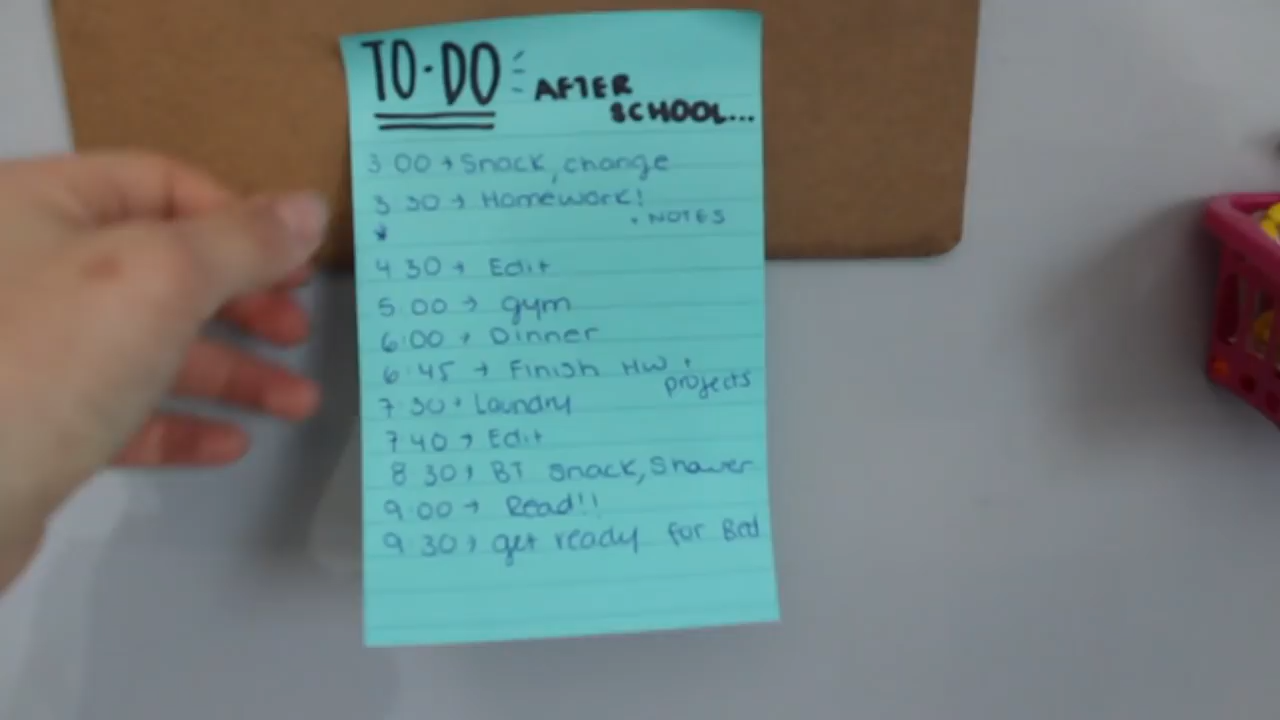 TO·DO AFTER
SCHOOL...
3:00 → Snack, change
3:30 → Homework!
+ NOTES
4:30 → Edit
5:00 → gym
6:00 → Dinner
6:45 → Finish HW +
projects
7:30 → Laundry
7:40 → Edit
8:30 → BT snack, Shower
9:00 → Read!!
9:30 → get ready for Bed